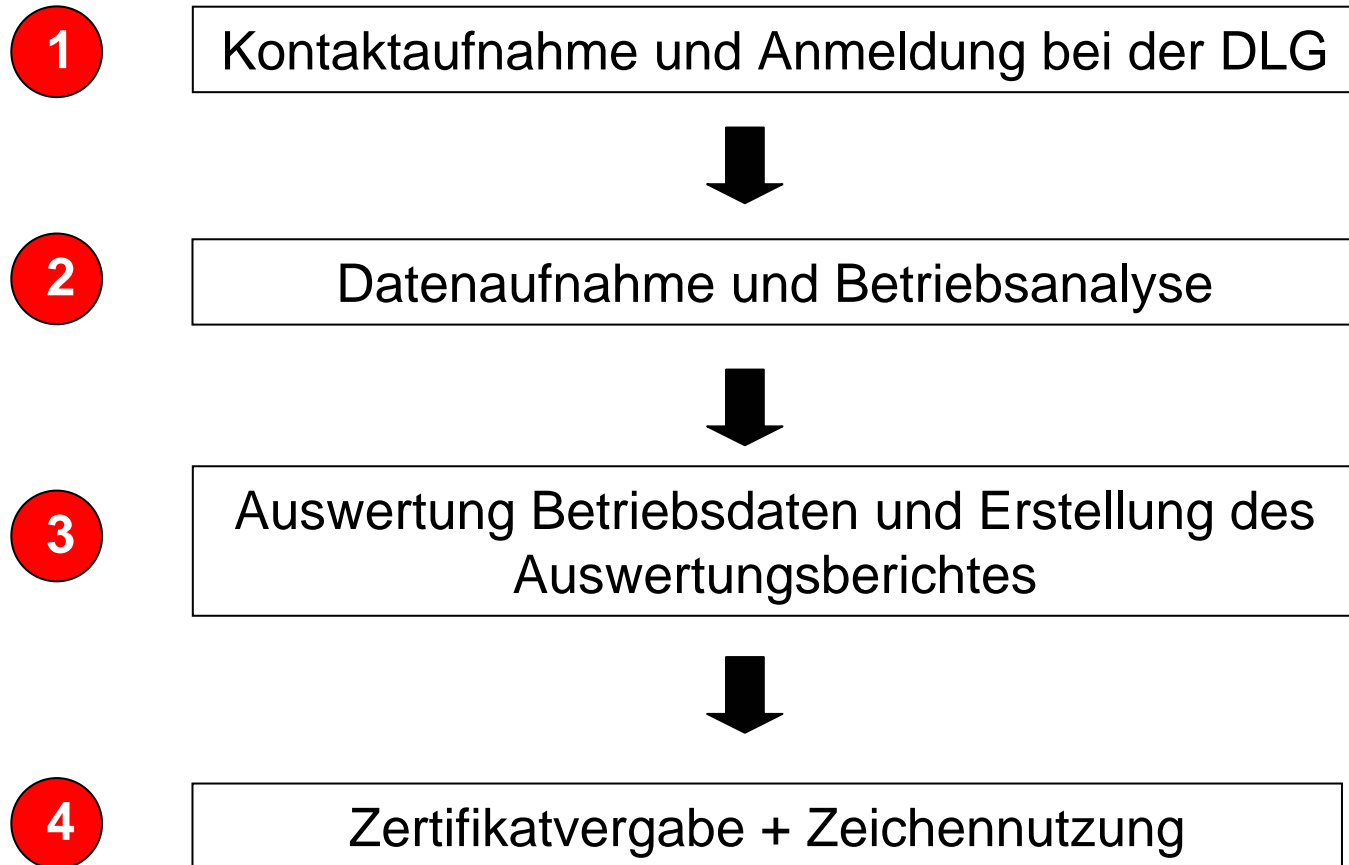 1
Kontaktaufnahme und Anmeldung bei der DLG
2
Datenaufnahme und Betriebsanalyse
3
Auswertung Betriebsdaten und Erstellung des
Auswertungsberichtes
4
Zertifikatvergabe + Zeichennutzung